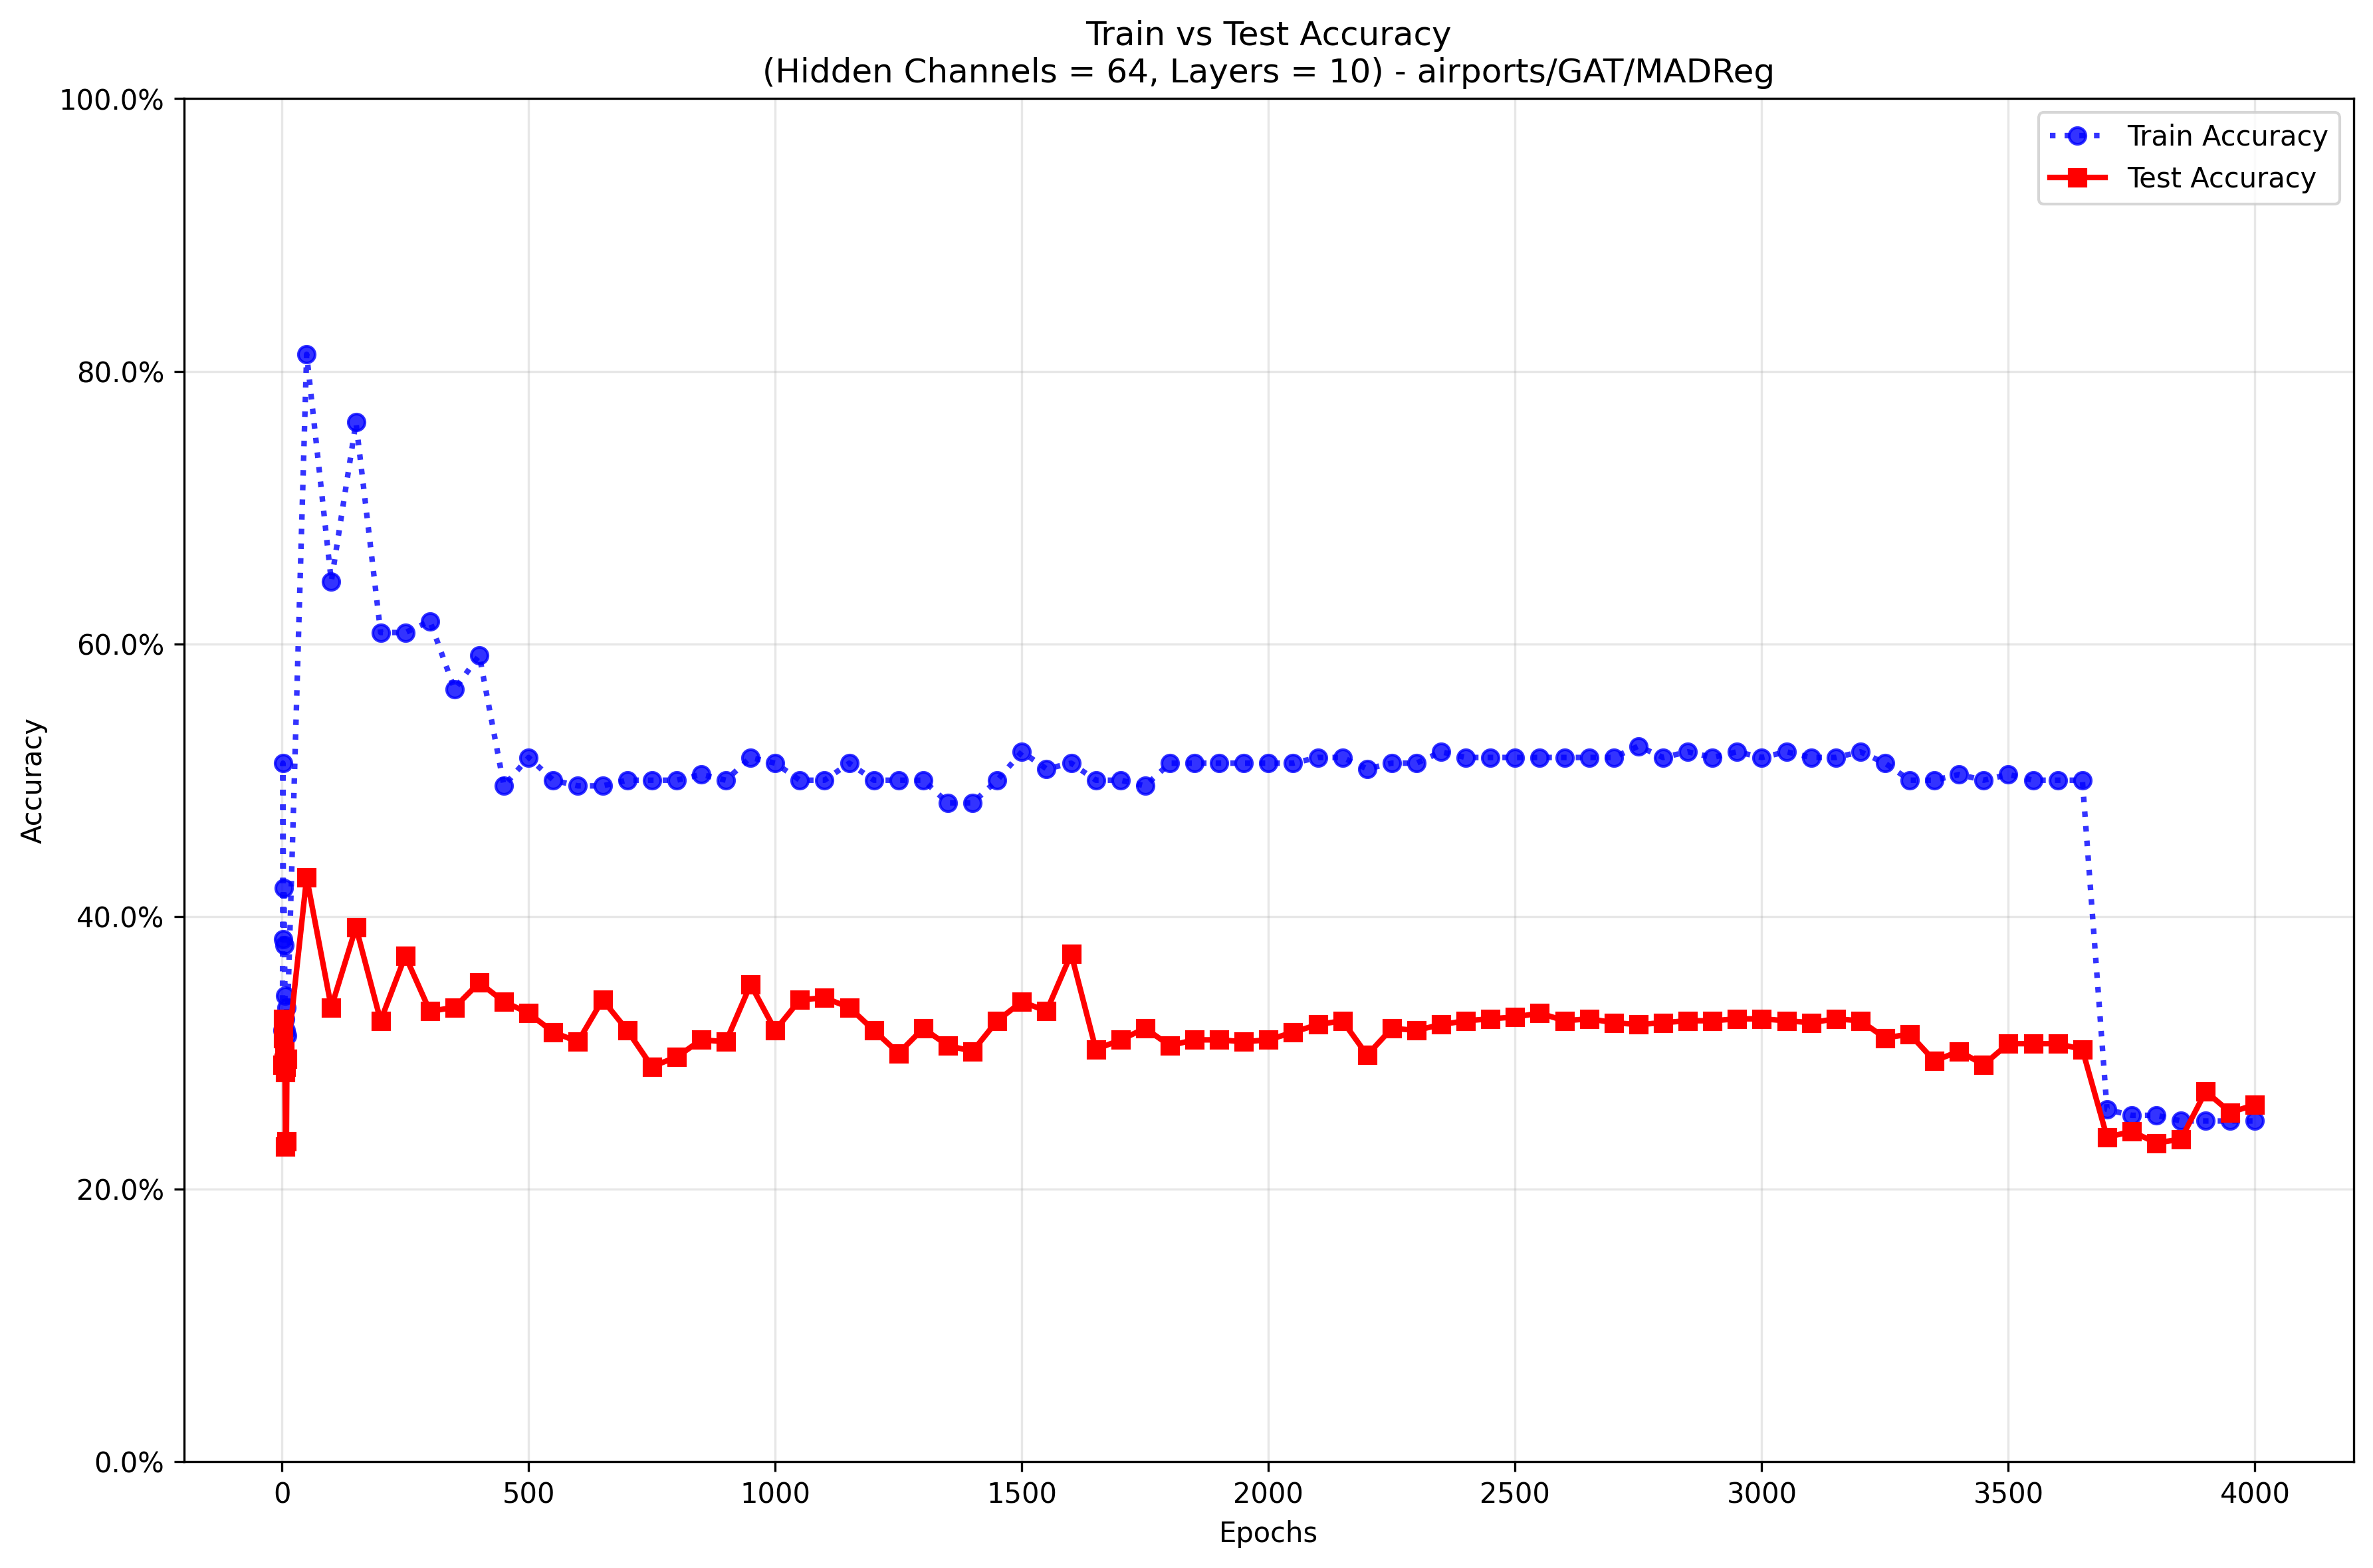 Train vs Test Accuracy
(Hidden Channels = 64, Layers = 10) - airports/GAT/MADReg
100.0%
80.0%
60.0%
40.0%
20.0%
0.0%
Accuracy
Train Accuracy
Test Accuracy
0 500 1000 1500 2000 2500 3000 3500 4000
Epochs